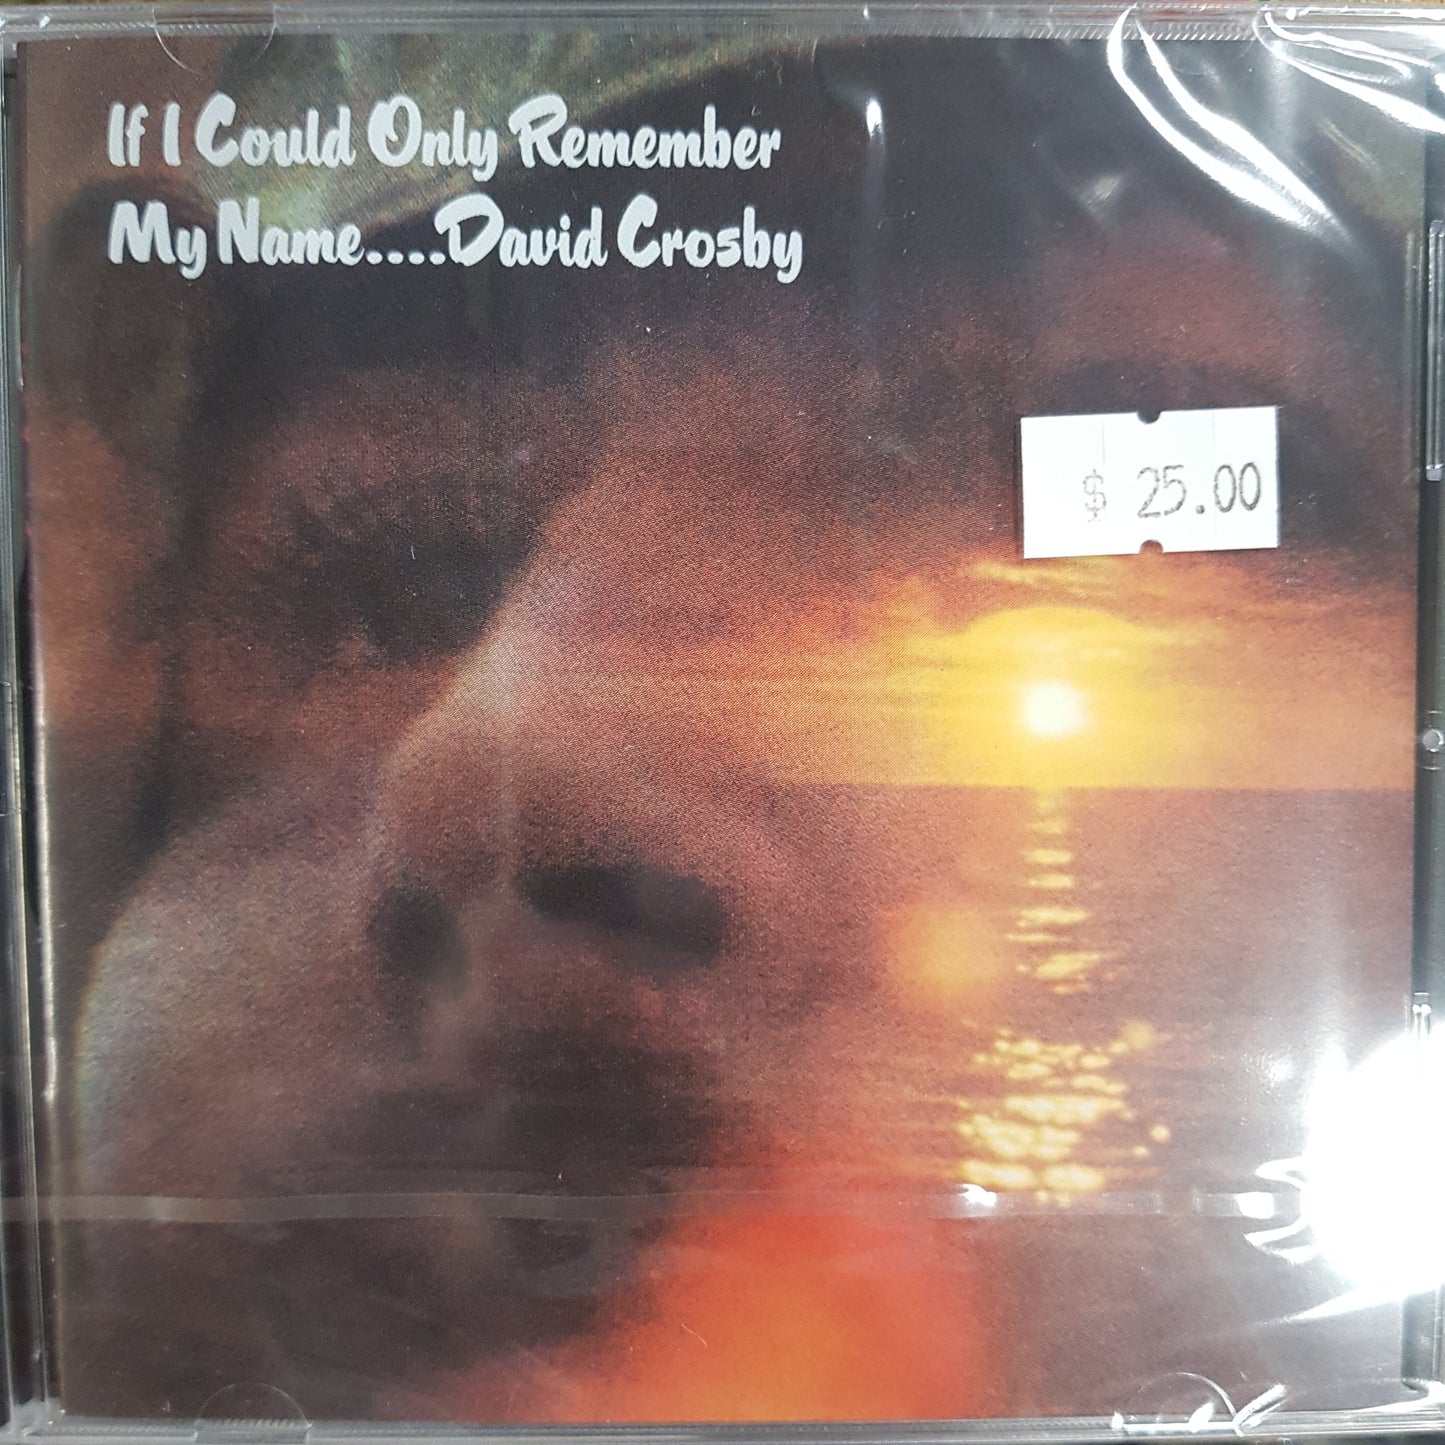 If I Could Only Remember
My Name....David Crosby
$ 25.00